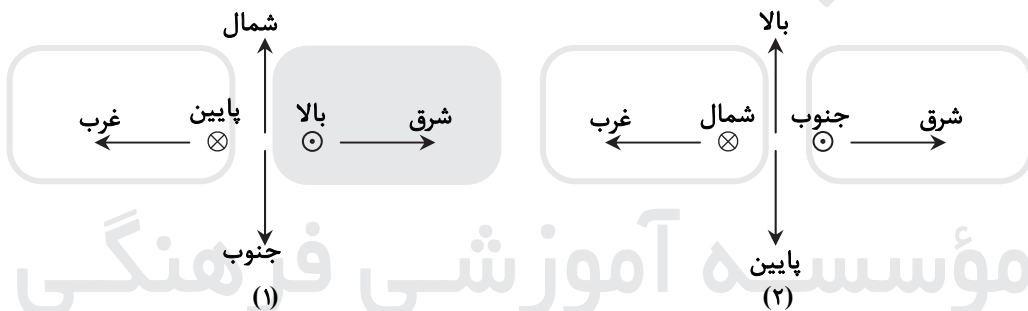 شمال
بالا
شرق
بالا
پایین
غرب
شرق
جنوب
شمال
غرب
جنوب
پایین
(۱)
(۲)
مؤسسه آموزشی فرهنگی